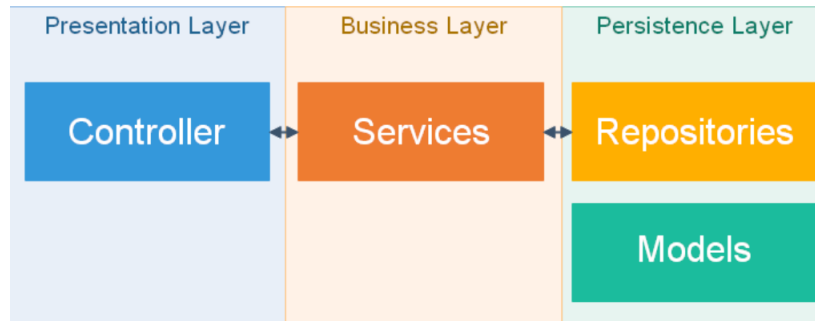 Presentation Layer
Business Layer
Persistence Layer
Controller
Services
Repositories
Models